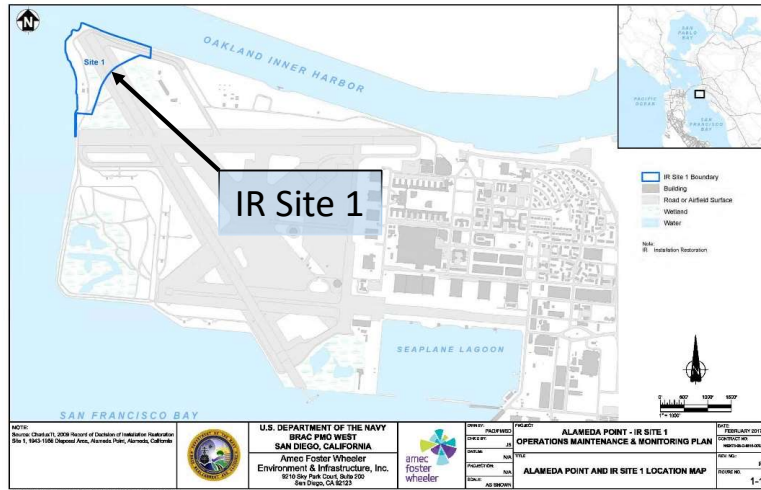 N
Site 1
OAKLAND INNER HARBOR
SAN PABLO BAY
PACIFIC OCEAN
SAN FRANCISCO BAY
IR Site 1
IR Site 1 Boundary
Building
Road or Airfield Surface
Wetland
Water
Note:
IR Installation Restoration
SEAPLANE LAGOON
SAN FRANCISCO BAY
N
0 600' 1200' 1800'
NOTE:
Source: ChaduxTt, 2009 Record of Decision of Installation Restoration
Site 1, 1943-1956 Disposal Area, Alameda Point, Alameda, California
U.S. DEPARTMENT OF THE NAVY
BRAC PMO WEST
SAN DIEGO, CALIFORNIA
Amec Foster Wheeler
Environment & Infrastructure, Inc.
9210 Sky Park Court, Suite 200
San Diego, CA 92123
amec
foster
wheeler
DRWN BY:
CHK'D BY:
JS
DATUM:
N/A
PROJECTION:
N/A
SCALE:
AS SHOWN
PROJECT
ALAMEDA POINT - IR SITE 1
OPERATIONS MAINTENANCE & MONITORING PLAN
TITLE
ALAMEDA POINT AND IR SITE 1 LOCATION MAP
DATE:
FEBRUARY 2017
CONTRACT NO:
REV. NO.:
FIGURE NO.
1-1